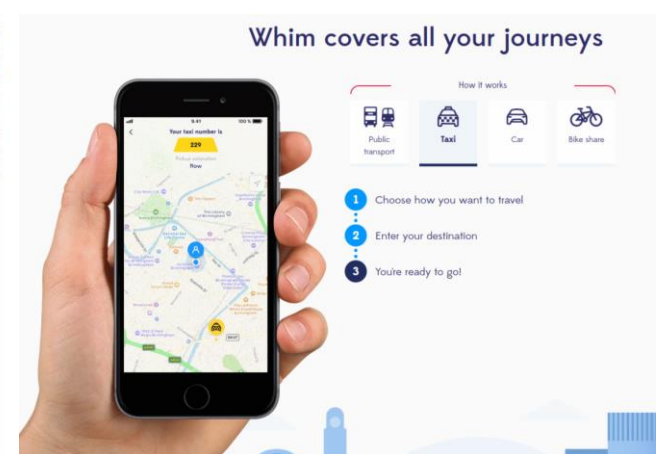 Whim covers all your journeys
How it works
Public
transport
Taxi
Car
Bike share
1 Choose how you want to travel
2 Enter your destination
3 You're ready to go!
9:41
100 %
Your taxi number is
229
Pickup estimation
Now